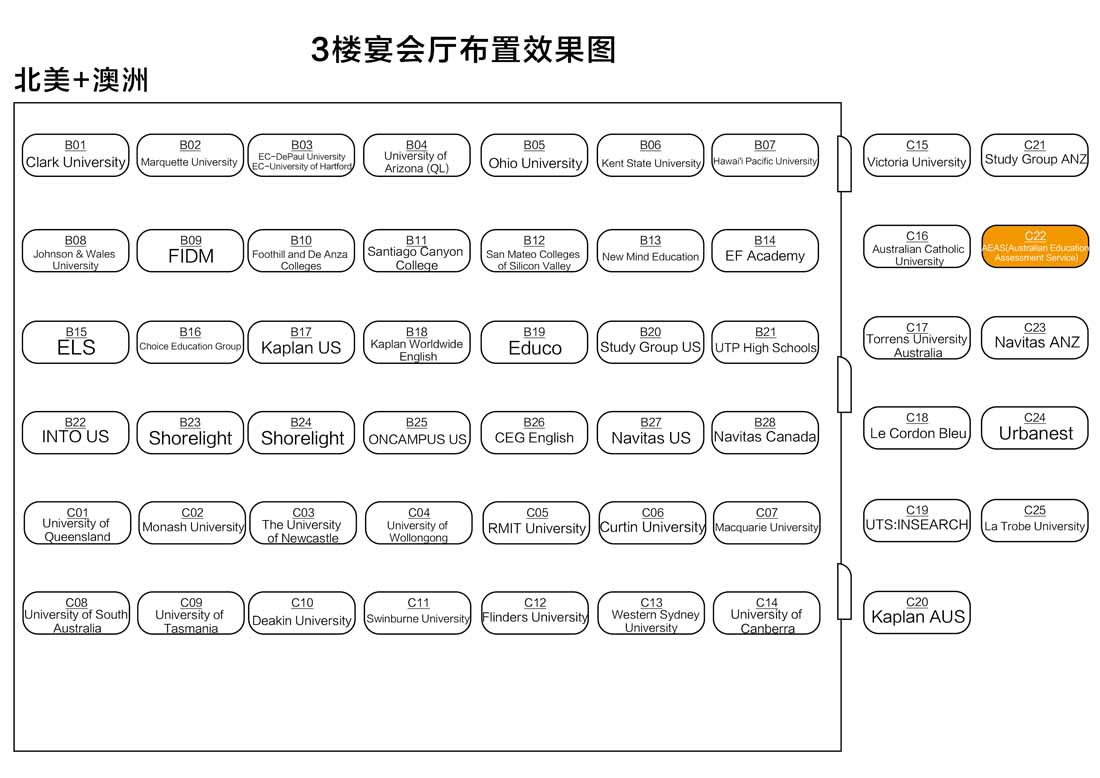 3楼宴会厅布置效果图
北美+澳洲
B01
Clark University
B02
Marquette University
B03
EC-DePaul University
EC-University of Hartford
B04
University of
Arizona (QL)
B05
Ohio University
B06
Kent State University
B07
Hawai'i Pacific University
C15
Victoria University
C21
Study Group ANZ
B08
Johnson & Wales
University
B09
FIDM
B10
Foothill and De Anza
Colleges
B11
Santiago Canyon
College
B12
San Mateo Colleges
of Silicon Valley
B13
New Mind Education
B14
EF Academy
C16
Australian Catholic
University
C22
AEAS(Australian Education
Assessment Service)
B15
ELS
B16
Choice Education Group
B17
Kaplan US
B18
Kaplan Worldwide
English
B19
Educo
B20
Study Group US
B21
UTP High Schools
C17
Torrens University
Australia
C23
Navitas ANZ
B22
INTO US
B23
Shorelight
B24
Shorelight
B25
ONCAMPUS US
B26
CEG English
B27
Navitas US
B28
Navitas Canada
C18
Le Cordon Bleu
C24
Urbanest
C01
University of
Queensland
C02
Monash University
C03
The University
of Newcastle
C04
University of
Wollongong
C05
RMIT University
C06
Curtin University
C07
Macquarie University
C19
UTS:INSEARCH
C25
La Trobe University
C08
University of South
Australia
C09
University of
Tasmania
C10
Deakin University
C11
Swinburne University
C12
Flinders University
C13
Western Sydney
University
C14
University of
Canberra
C20
Kaplan AUS